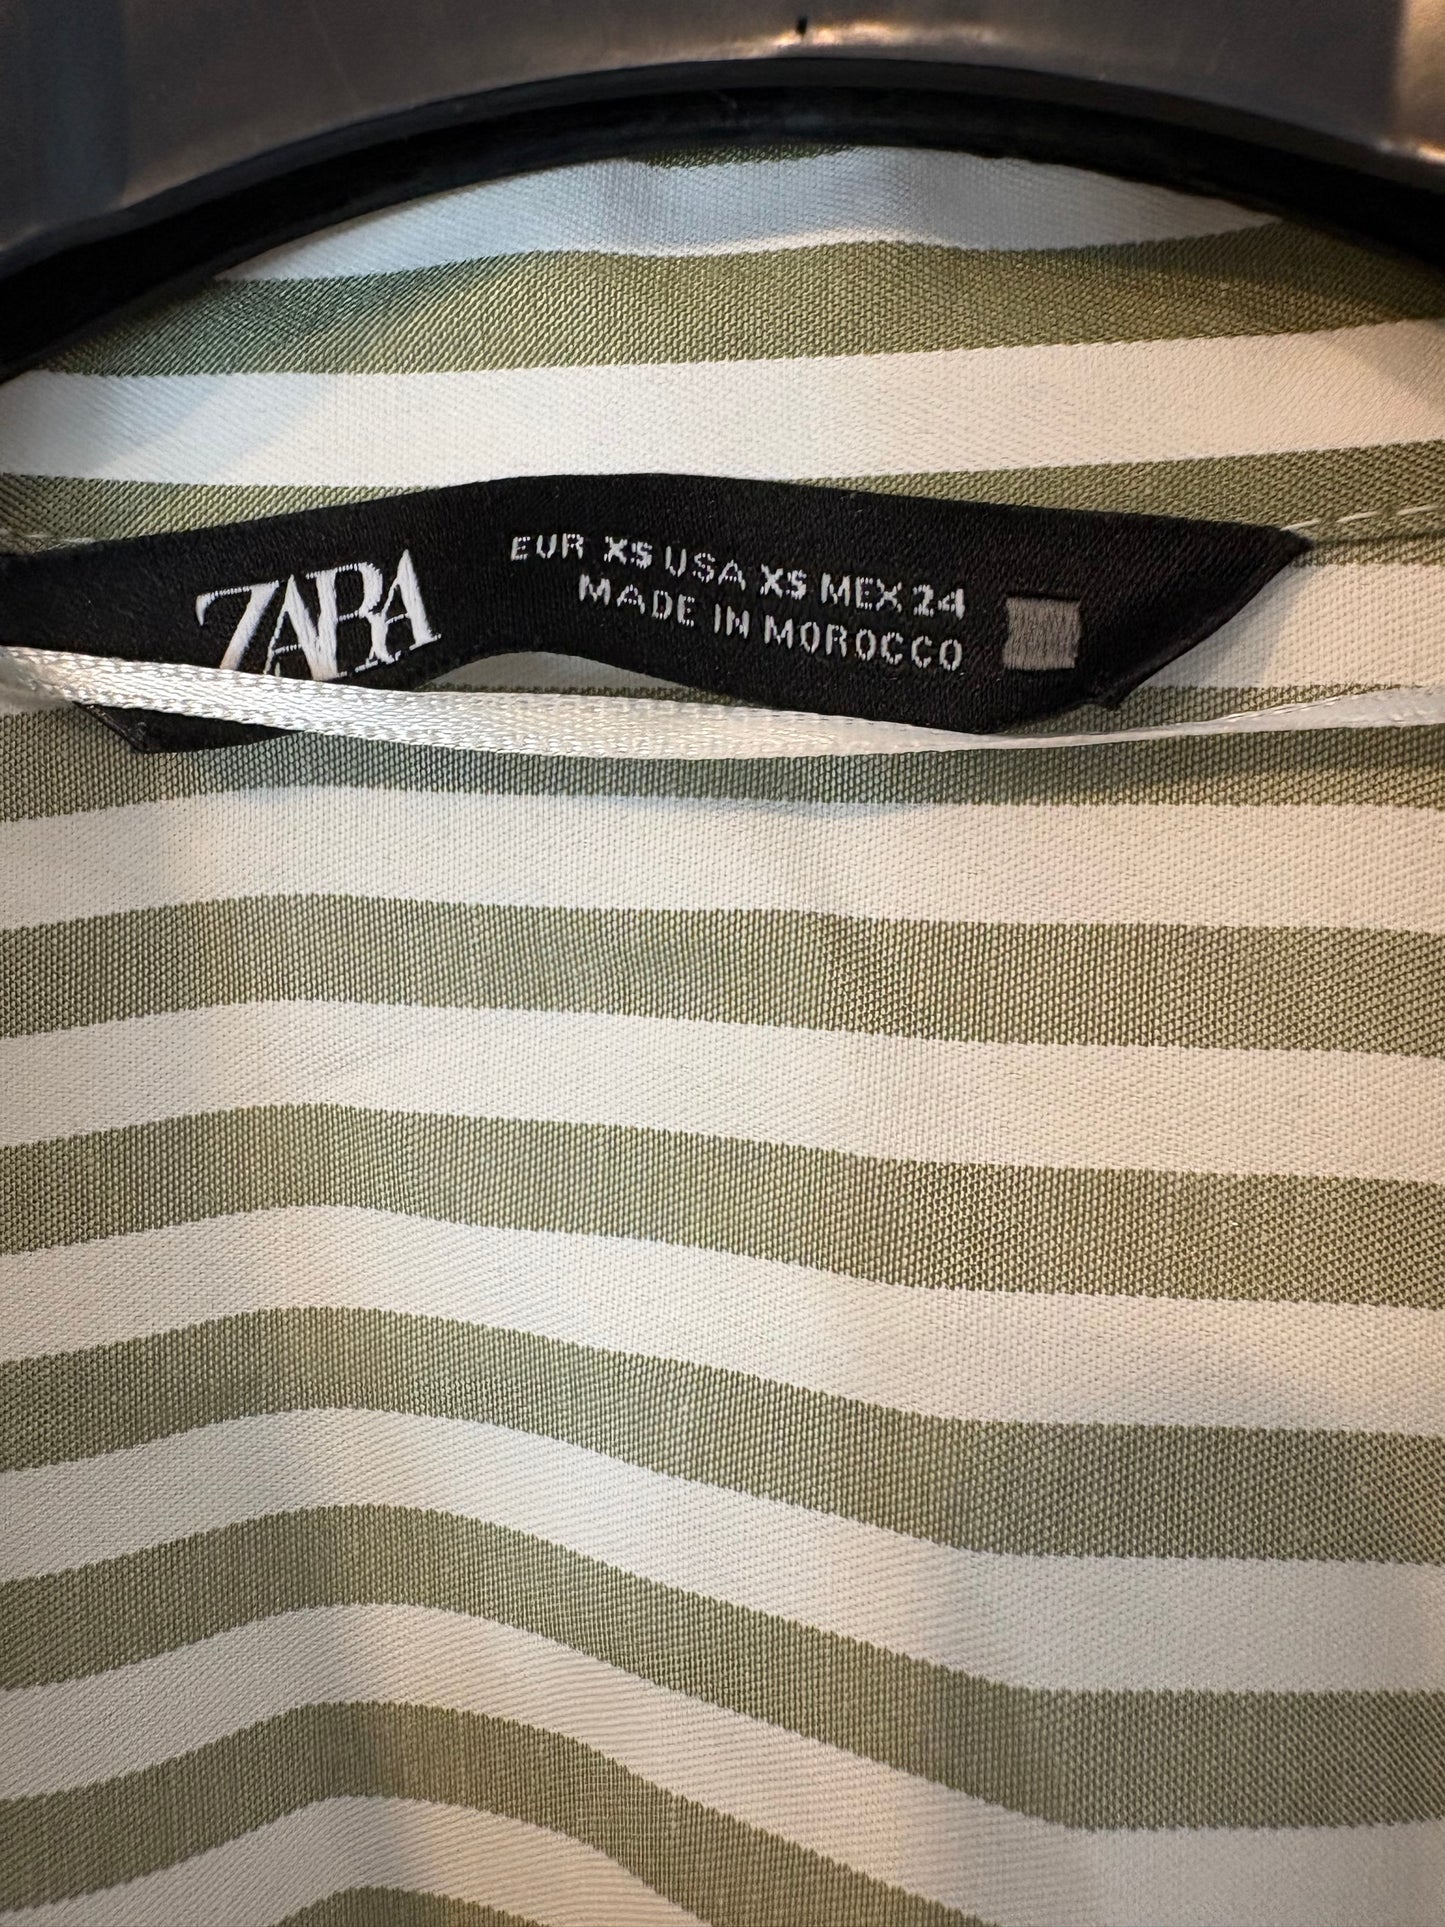 ZARA
EUR XS USA XS MEX 24
MADE IN MOROCCO